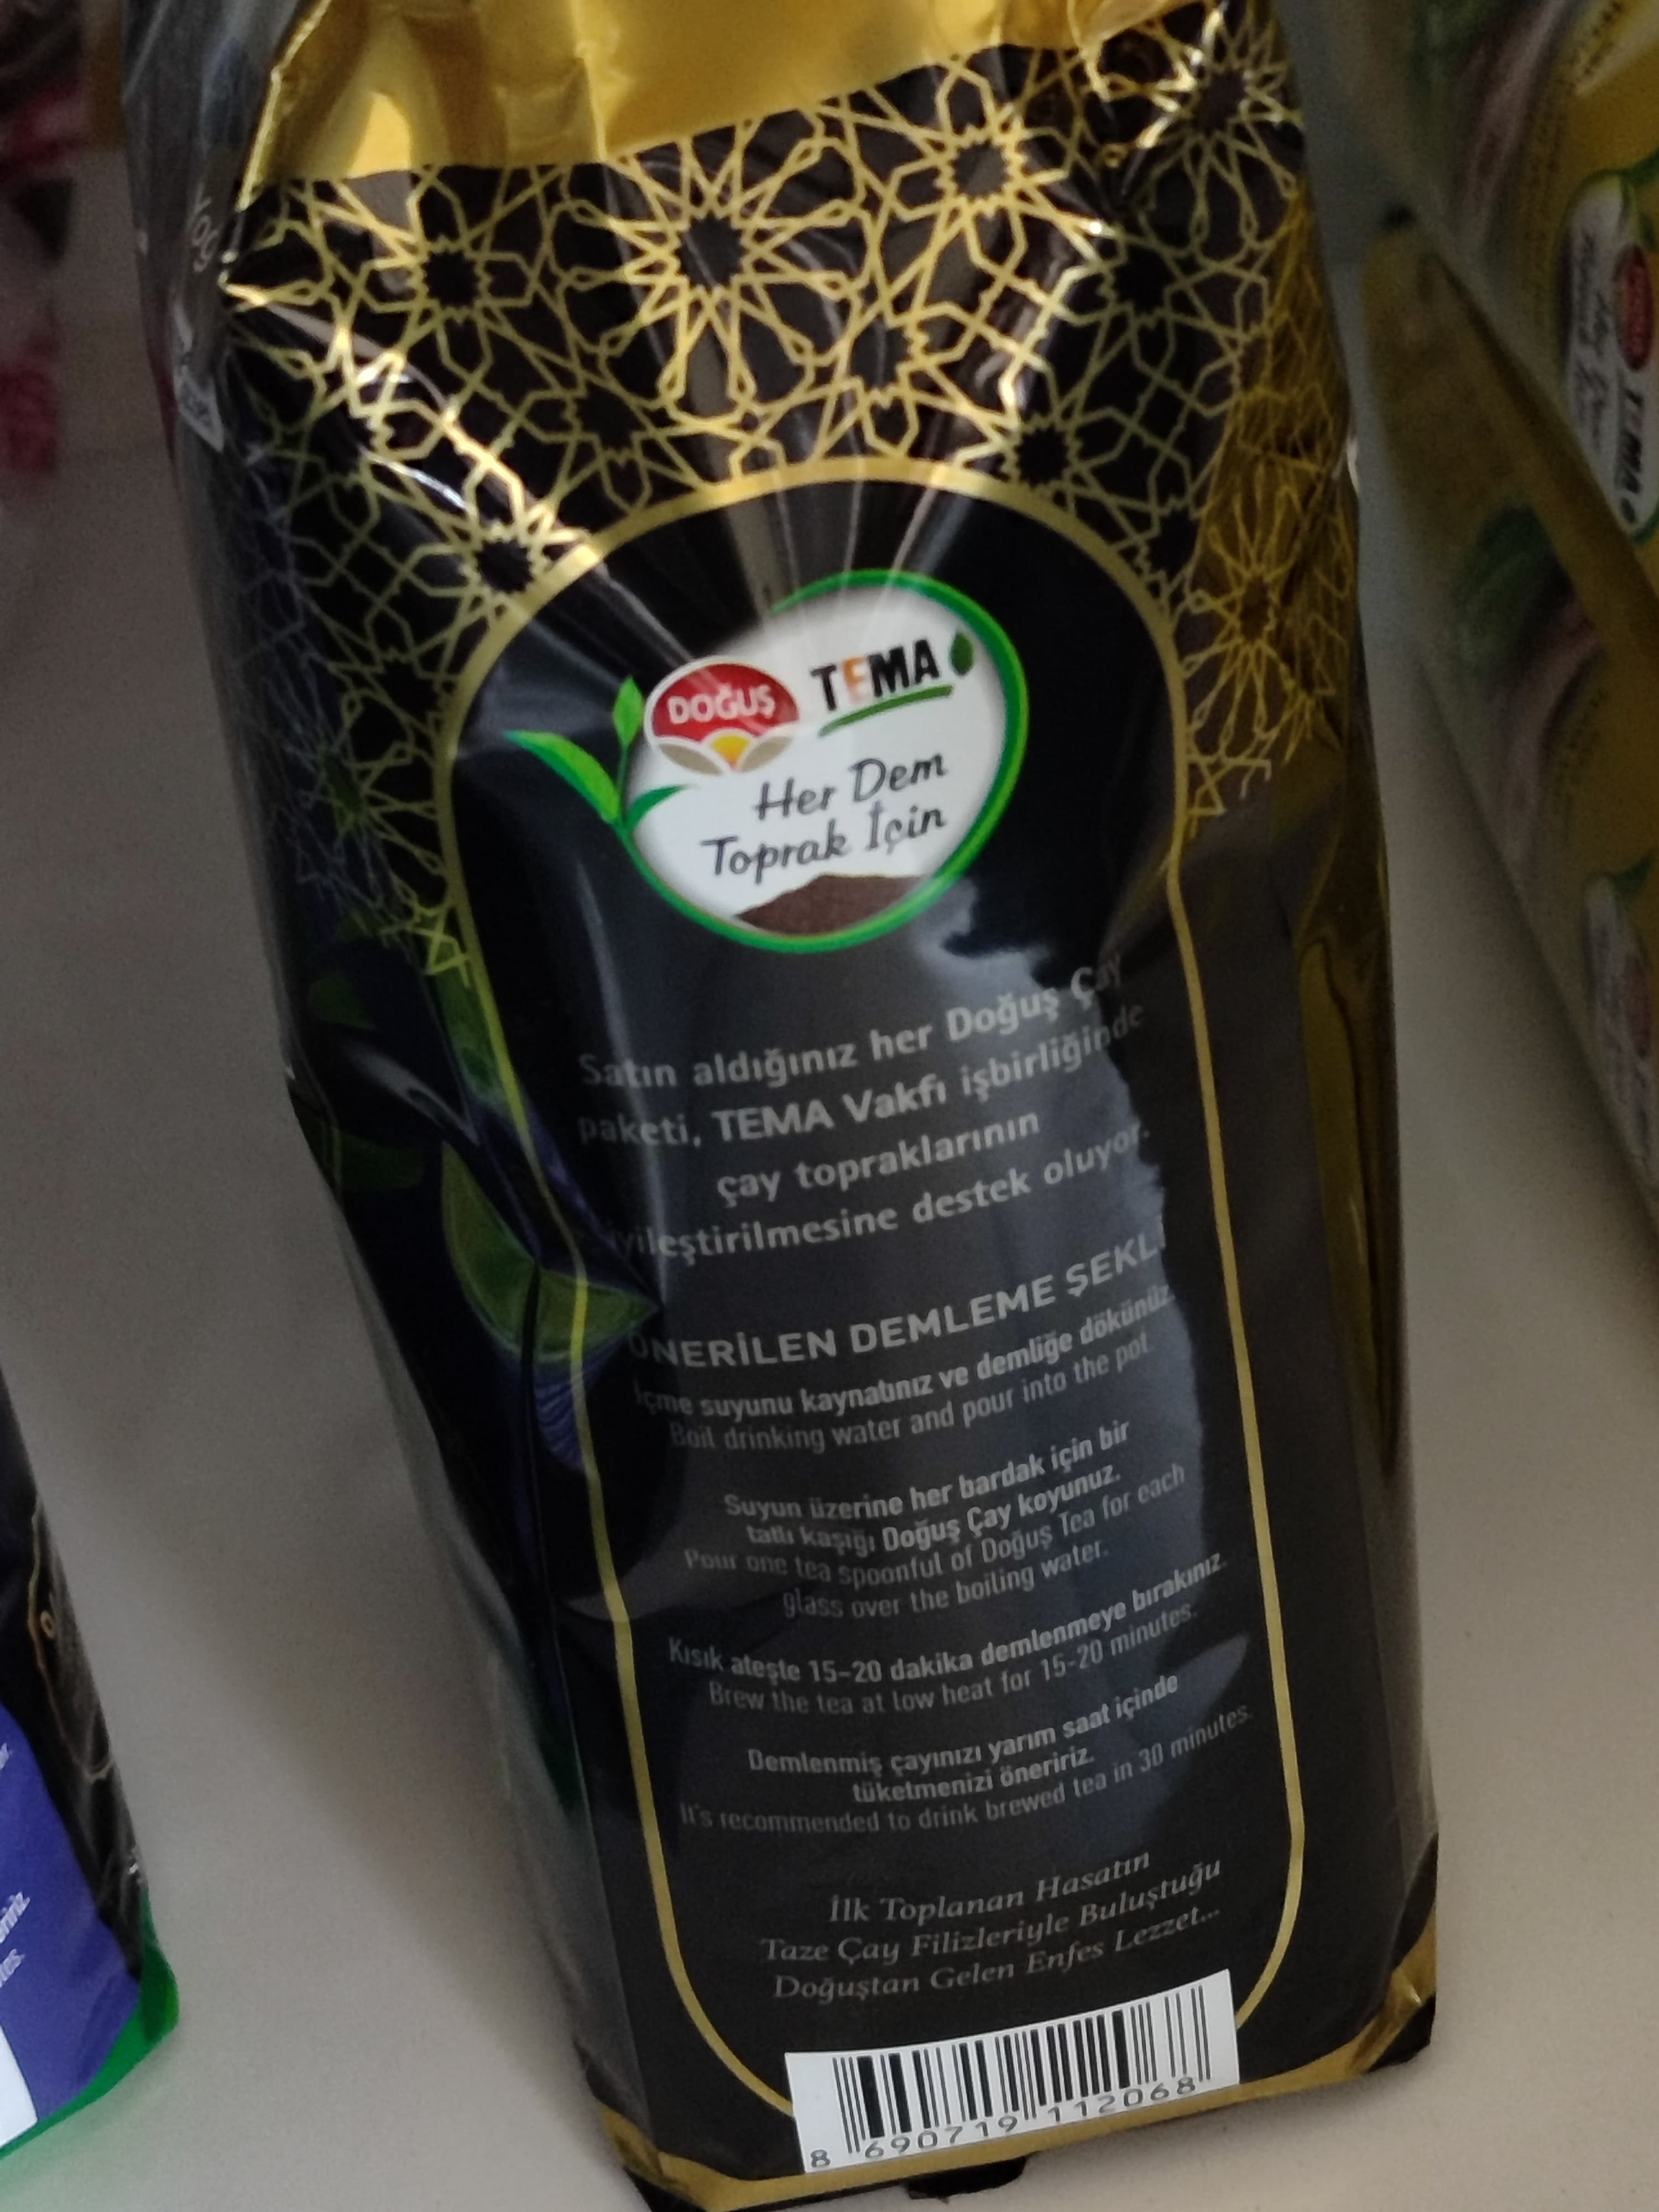 DOĞUŞ
TEMA
Her Dem
Toprak İçin
Satın aldığınız her Doğuş Çay
paketi, TEMA Vakfı işbirliğinde
çay topraklarının
iyileştirilmesine destek oluyor.
ÖNERİLEN DEMLEME ŞEKLİ
İçme suyunu kaynatınız ve demliğe dökünüz.
Boil drinking water and pour into the pot.
Suyun üzerine her bardak için bir
tatlı kaşığı Doğuş Çay koyunuz.
Pour one tea spoonful of Doğuş Tea for each
glass over the boiling water.
Kısık ateşte 15-20 dakika demlenmeye bırakınız.
Brew the tea at low heat for 15-20 minutes.
Demlenmiş çayınızı yarım saat içinde
tüketmenizi öneririz.
It's recommended to drink brewed tea in 30 minutes.
İlk Toplanan Hasatın
Taze Çay Filizleriyle Buluştuğu
Doğuştan Gelen Enfes Lezzet...
8 690719 112068
DOĞUŞ
TEMA